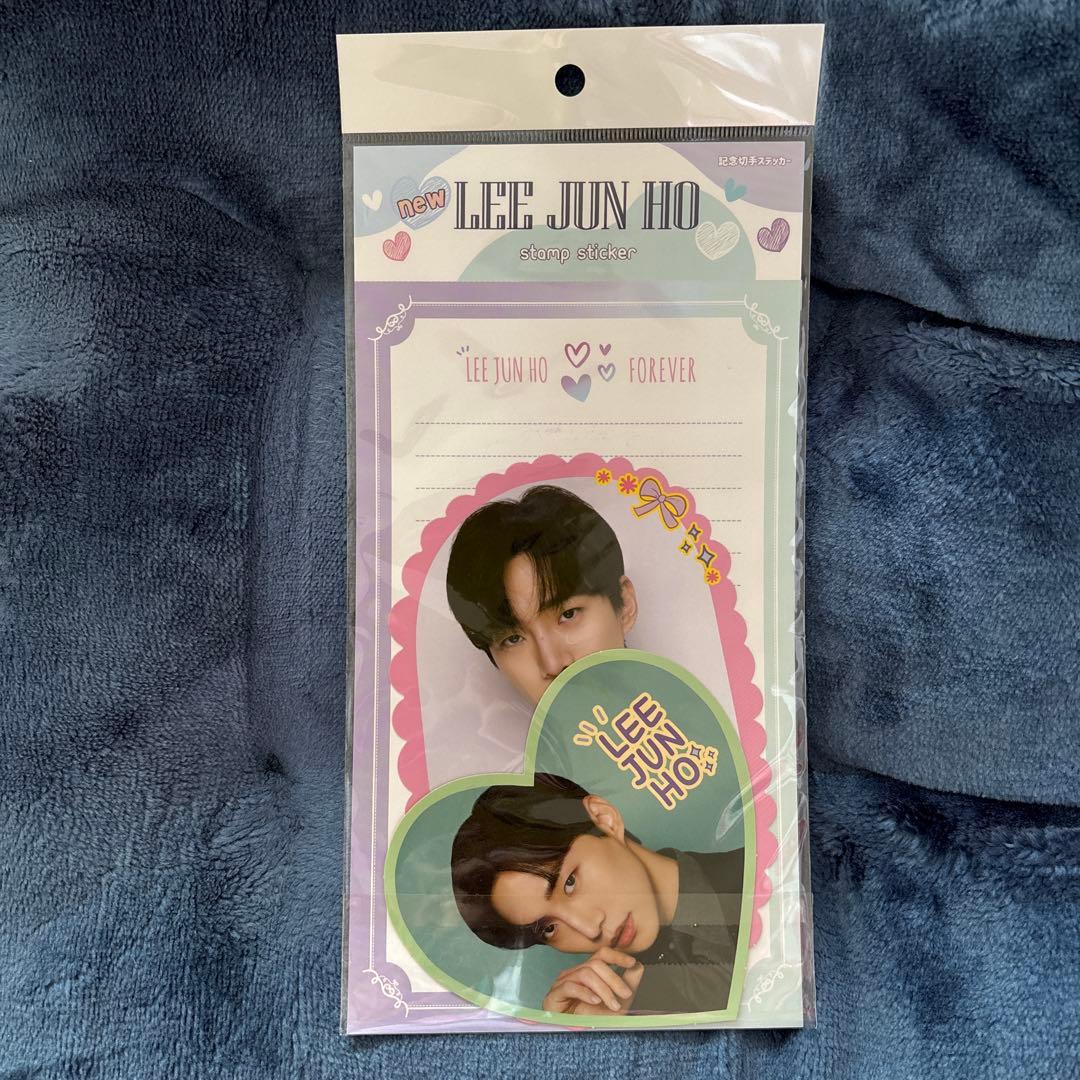 記念切手ステッカー
new LEE JUN HO
stamp sticker
LEE JUN HO FOREVER
LEE
JUN
HO